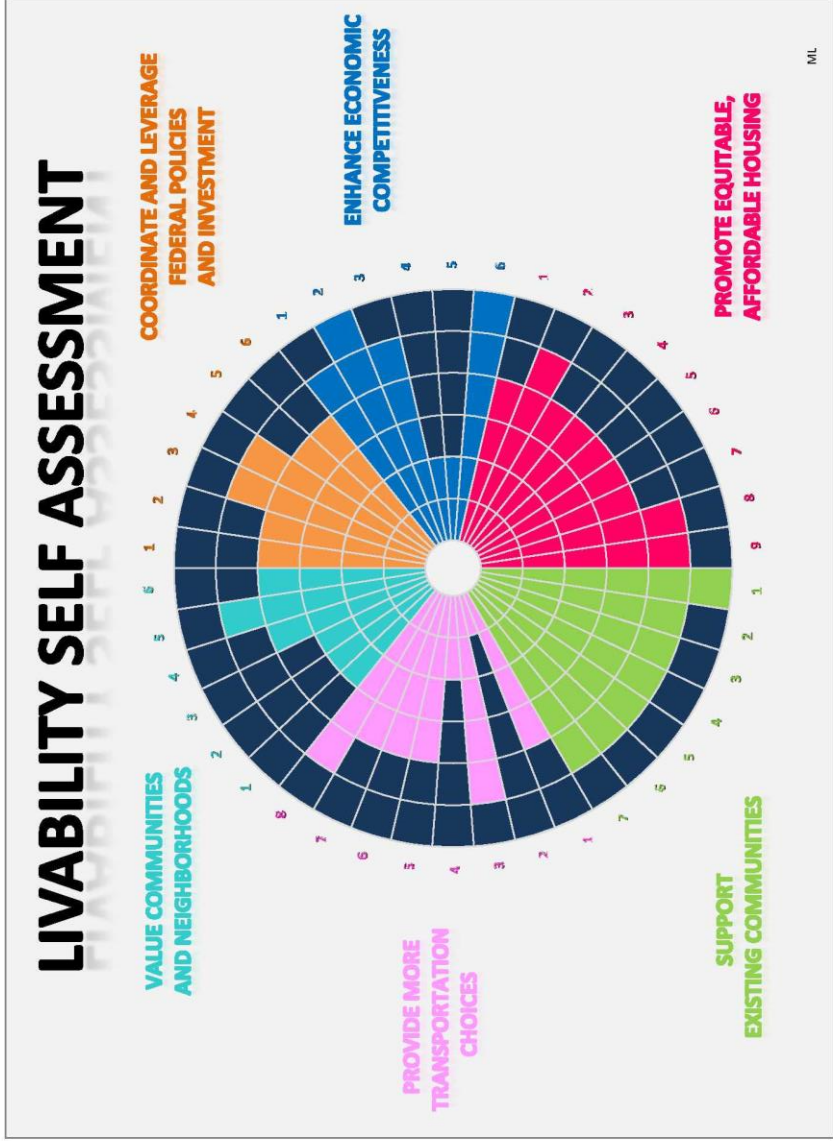 LIVABILITY SELF ASSESSMENT
VALUE COMMUNITIES
AND NEIGHBORHOODS
COORDINATE AND LEVERAGE
FEDERAL POLICIES
AND INVESTMENT
ENHANCE ECONOMIC
COMPETITIVENESS
PROVIDE MORE
TRANSPORTATION
CHOICES
SUPPORT
EXISTING COMMUNITIES
PROMOTE EQUITABLE,
AFFORDABLE HOUSING
1
2
3
4
5
6
1
2
3
4
5
6
1
2
3
4
5
6
7
8
9
1
2
3
4
5
6
7
1
2
3
4
5
6
7
8
1
2
3
4
5
6
ML